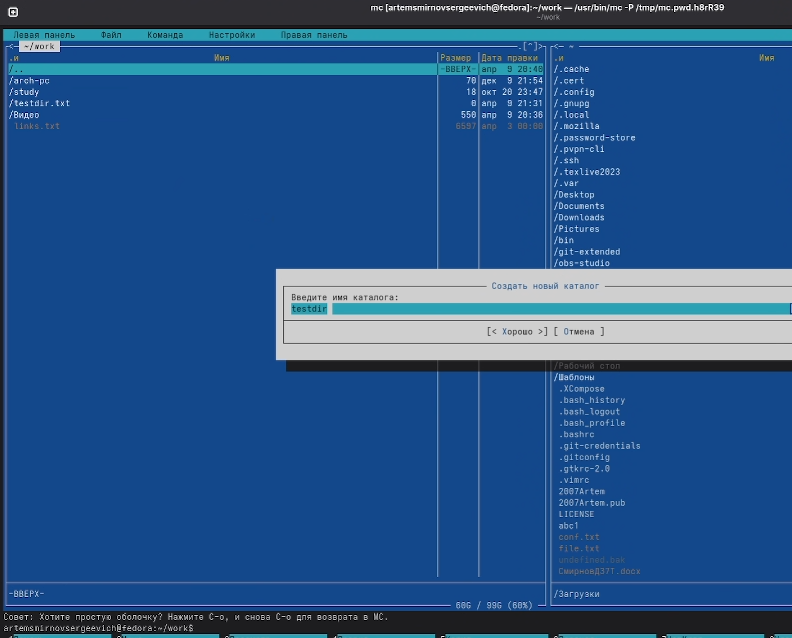 mc [artemsmirnovsergeevich@fedora]:~/work — /usr/bin/mc -P /tmp/mc.pwd.h8rR39
~/work
Левая панель Файл Команда Настройки Правая панель
<─ ~/work .[^]>
.и Имя Размер Дата правки
/.. -ВВЕРХ- апр 9 20:40
/arch-pc 70 дек 9 21:54
/study 18 окт 20 23:47
/testdir.txt 0 апр 9 21:31
/Видео 550 апр 9 20:36
links.txt 6597 апр 3 00:00
-ВВЕРХ-
60G / 99G (60%)
<─ ~
.и Имя
/.cache
/.cert
/.config
/.gnupg
/.local
/.mozilla
/.password-store
/.pvpn-cli
/.ssh
/.texlive2023
/.var
/Desktop
/Documents
/Downloads
/Pictures
/bin
/git-extended
/obs-studio
Создать новый каталог
Введите имя каталога:
testdir
[< Хорошо >] [ Отмена ]
/Рабочий стол
/Шаблоны
.XCompose
.bash_history
.bash_logout
.bash_profile
.bashrc
.git-credentials
.gitconfig
.gtkrc-2.0
.vimrc
2007Artem
2007Artem.pub
LICENSE
abc1
conf.txt
file.txt
undefined.bak
СмирновДЗ7Т.docx
/Загрузки
Совет: Хотите простую оболочку? Нажмите C-o, и снова C-o для возврата в MC.
artemsmirnovsergeevich@fedora:~/work$